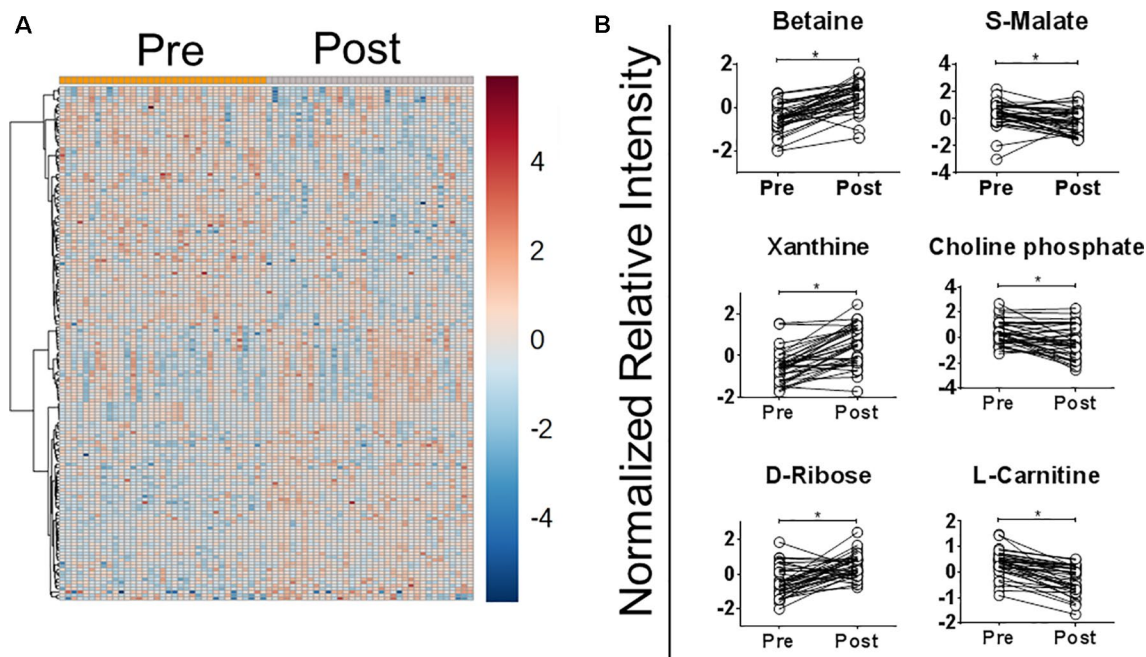 A
Pre Post
4
2
0
-2
-4
B
Normalized Relative Intensity
Betaine
*
2
0
-2
Pre Post
S-Malate
*
4
2
0
-2
-4
Pre Post
Xanthine
*
2
0
-2
Pre Post
Choline phosphate
*
4
2
0
-2
-4
Pre Post
D-Ribose
*
2
0
-2
Pre Post
L-Carnitine
*
2
1
0
-1
-2
Pre Post